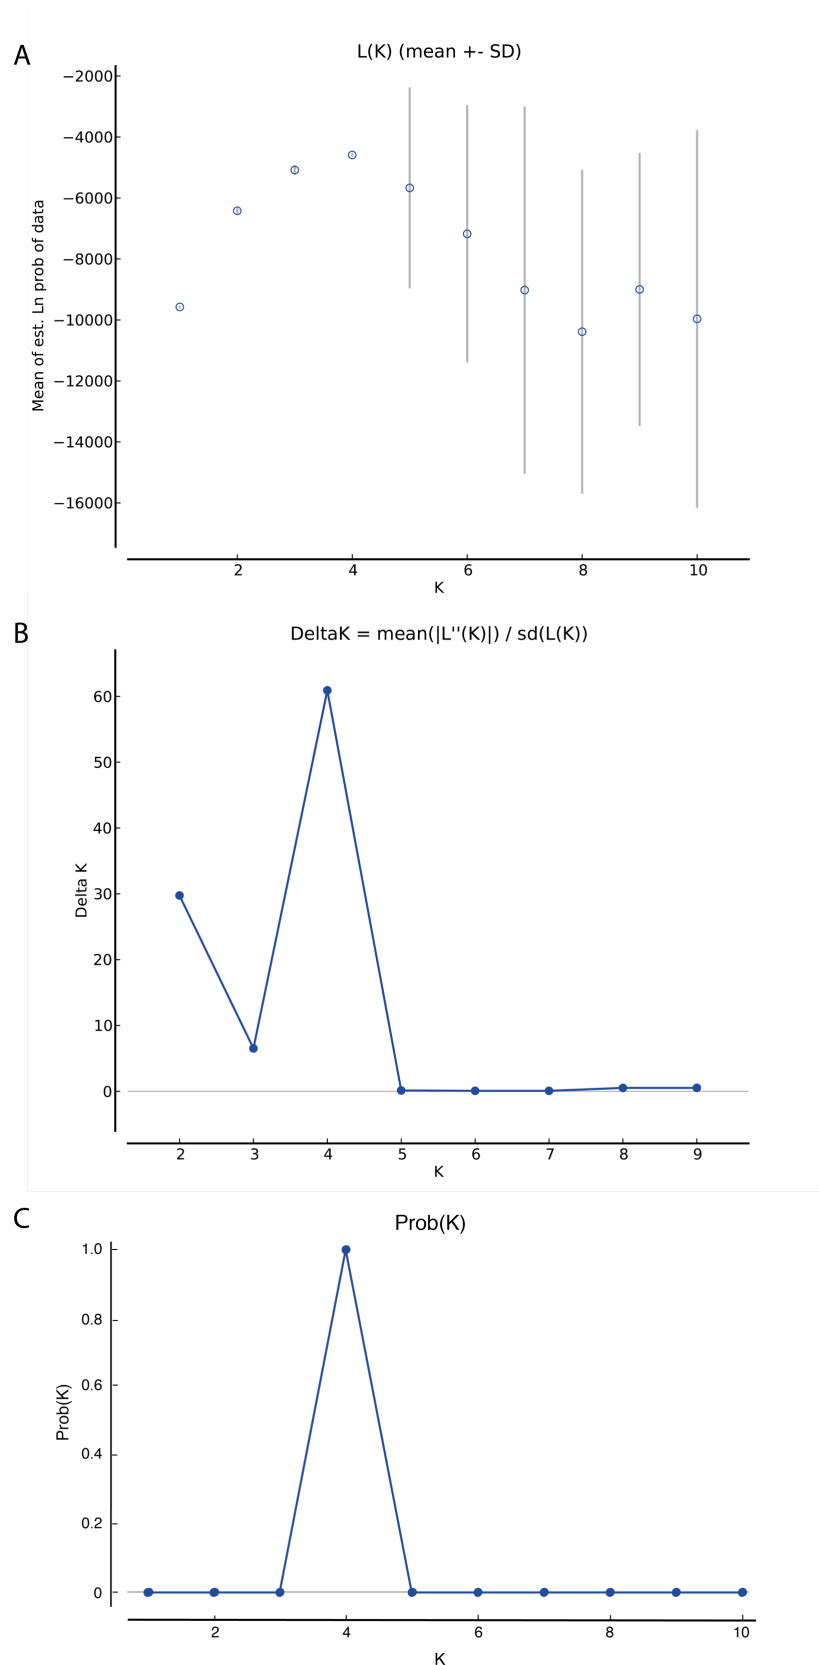 A
L(K) (mean +- SD)
Mean of est. Ln prob of data
−2000
−4000
−6000
−8000
−10000
−12000
−14000
−16000
2 4 6 8 10
K
B
DeltaK = mean(|L''(K)|) / sd(L(K))
Delta K
60
50
40
30
20
10
0
2 3 4 5 6 7 8 9
K
C
Prob(K)
Prob(K)
1.0
0.8
0.6
0.4
0.2
0
2 4 6 8 10
K